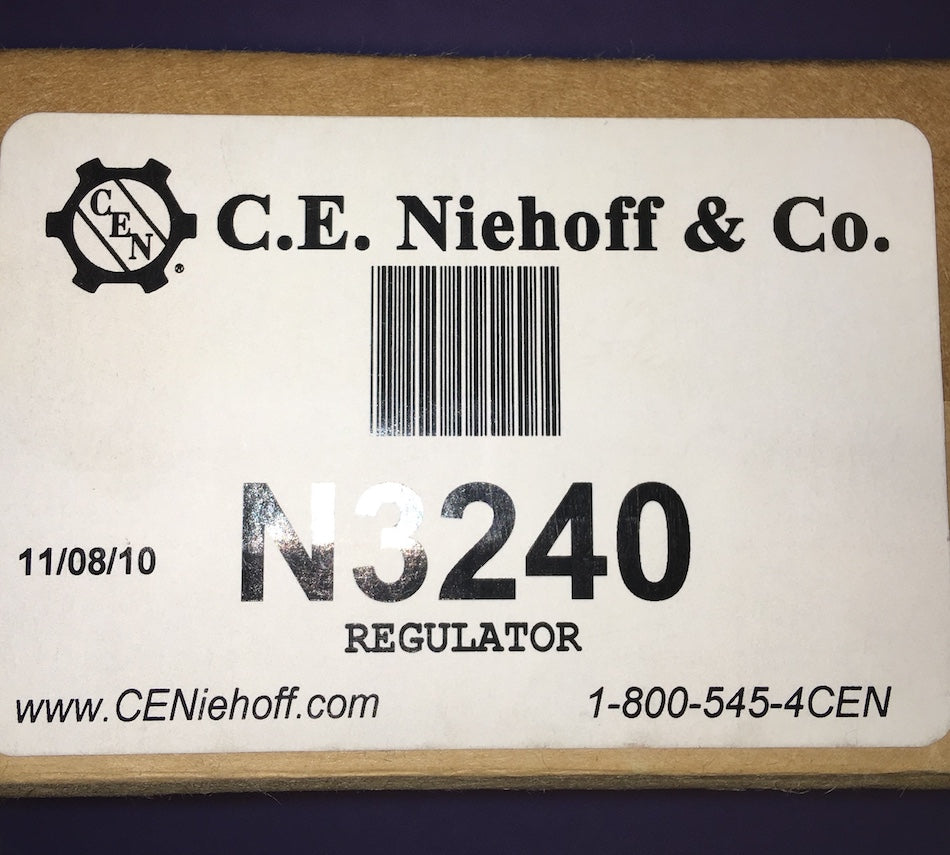 CEN
®
C.E. Niehoff & Co.
N3240
11/08/10
REGULATOR
www.CENiehoff.com
1-800-545-4CEN